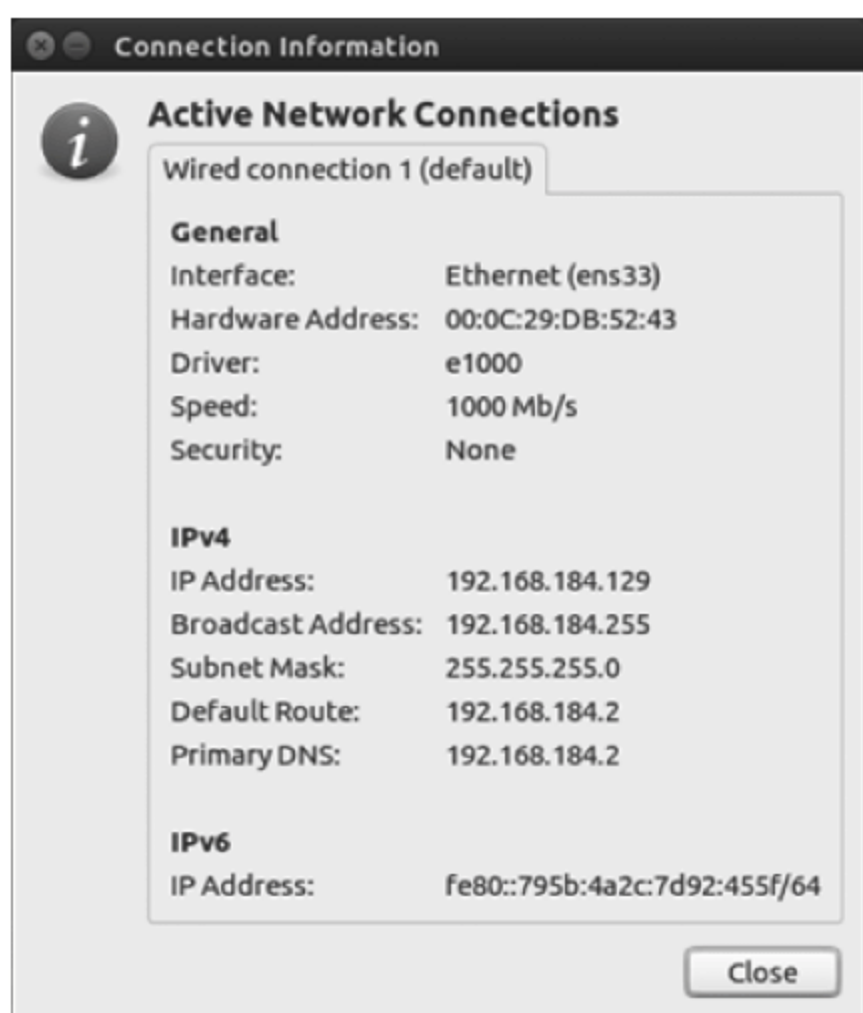 Connection Information
i
Active Network Connections
Wired connection 1 (default)
General
Interface: Ethernet (ens33)
Hardware Address: 00:0C:29:DB:52:43
Driver: e1000
Speed: 1000 Mb/s
Security: None
IPv4
IP Address: 192.168.184.129
Broadcast Address: 192.168.184.255
Subnet Mask: 255.255.255.0
Default Route: 192.168.184.2
Primary DNS: 192.168.184.2
IPv6
IP Address: fe80::795b:4a2c:7d92:455f/64
Close